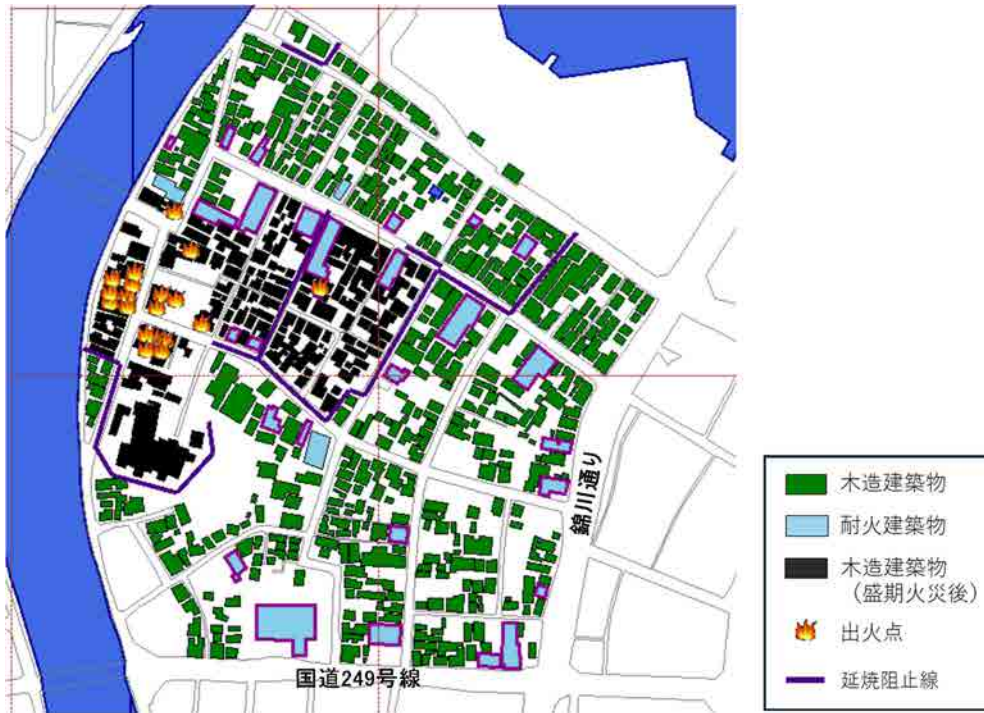 錦川通り
国道249号線
木造建築物
耐火建築物
木造建築物
（盛期火災後）
出火点
延焼阻止線